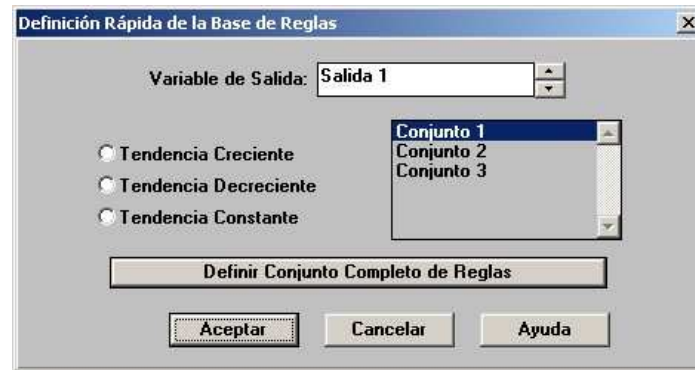 Definición Rápida de la Base de Reglas
Variable de Salida: Salida 1
Tendencia Creciente
Tendencia Decreciente
Tendencia Constante
Conjunto 1
Conjunto 2
Conjunto 3
Definir Conjunto Completo de Reglas
Aceptar Cancelar Ayuda